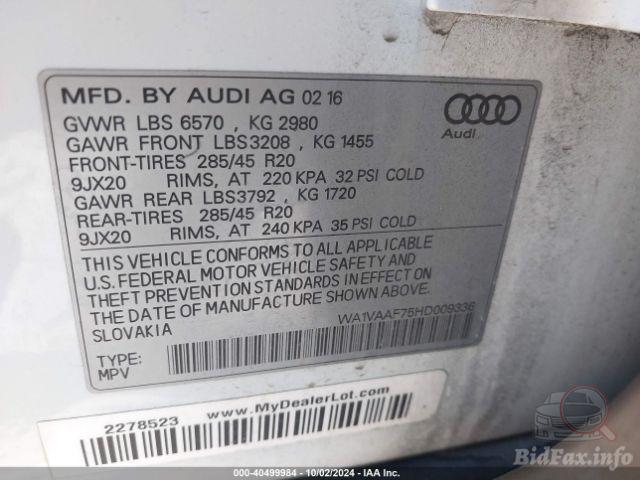 MFD. BY AUDI AG 02 16
GVWR LBS 6570 , KG 2980
GAWR FRONT LBS3208 , KG 1455
FRONT-TIRES 285/45 R20
9JX20 RIMS, AT 220 KPA 32 PSI COLD
GAWR REAR LBS3792 , KG 1720
REAR-TIRES 285/45 R20
9JX20 RIMS, AT 240 KPA 35 PSI COLD
Audi
THIS VEHICLE CONFORMS TO ALL APPLICABLE
U.S. FEDERAL MOTOR VEHICLE SAFETY AND
THEFT PREVENTION STANDARDS IN EFFECT ON
THE DATE OF MANUFACTURE SHOWN ABOVE.
SLOVAKIA
WA1VAAF75HD009336
TYPE:
MPV
2278523 www.MyDealerLot.com
BidFax.info
000-40499984 - 10/02/2024 - IAA Inc.